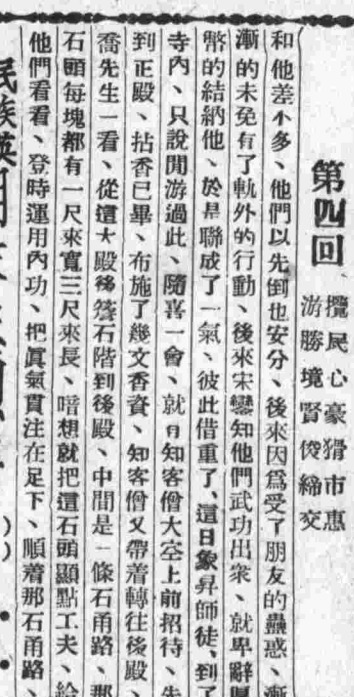 第四回
攬民心豪猾市惠
游勝境賢俊締交
和他差不多、他們以先倒也安分、後來因爲受了朋友的蠱惑、漸
漸的未免有了軌外的行動、後來宋鑾知他們武功出衆、就卑辭厚
幣的結納他、於是聯成了一氣、彼此借重了、這日象昇師徒、到了
寺內、只說閒游過此、隨喜一會、就由知客僧大空上前招待、先
到正殿、拈香已畢、布施了幾文香資、知客僧又帶着轉往後殿、
喬先生一看、從這大殿後簷石階到後殿、中間是一條石甬路、那
石頭每塊都有一尺來寬三尺來長、暗想就把這石頭顯點工夫、給
他們看看、登時運用內功、把眞氣貫注在足下、順着那石甬路、
民族英